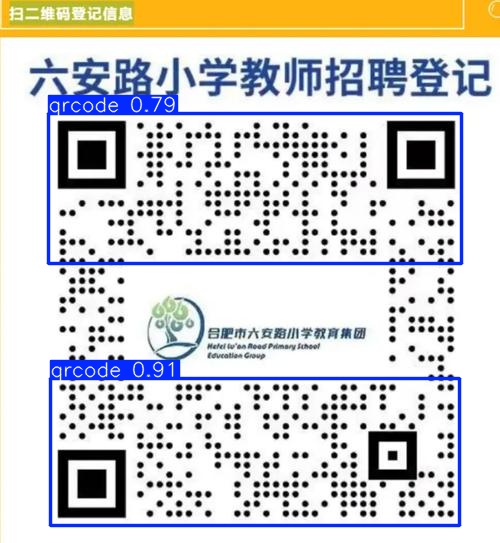 扫二维码登记信息
六安路小学教师招聘登记
qrcode 0.79
合肥市六安路小学教育集团
Hefei Lu'an Road Primary School
Education Group
qrcode 0.91